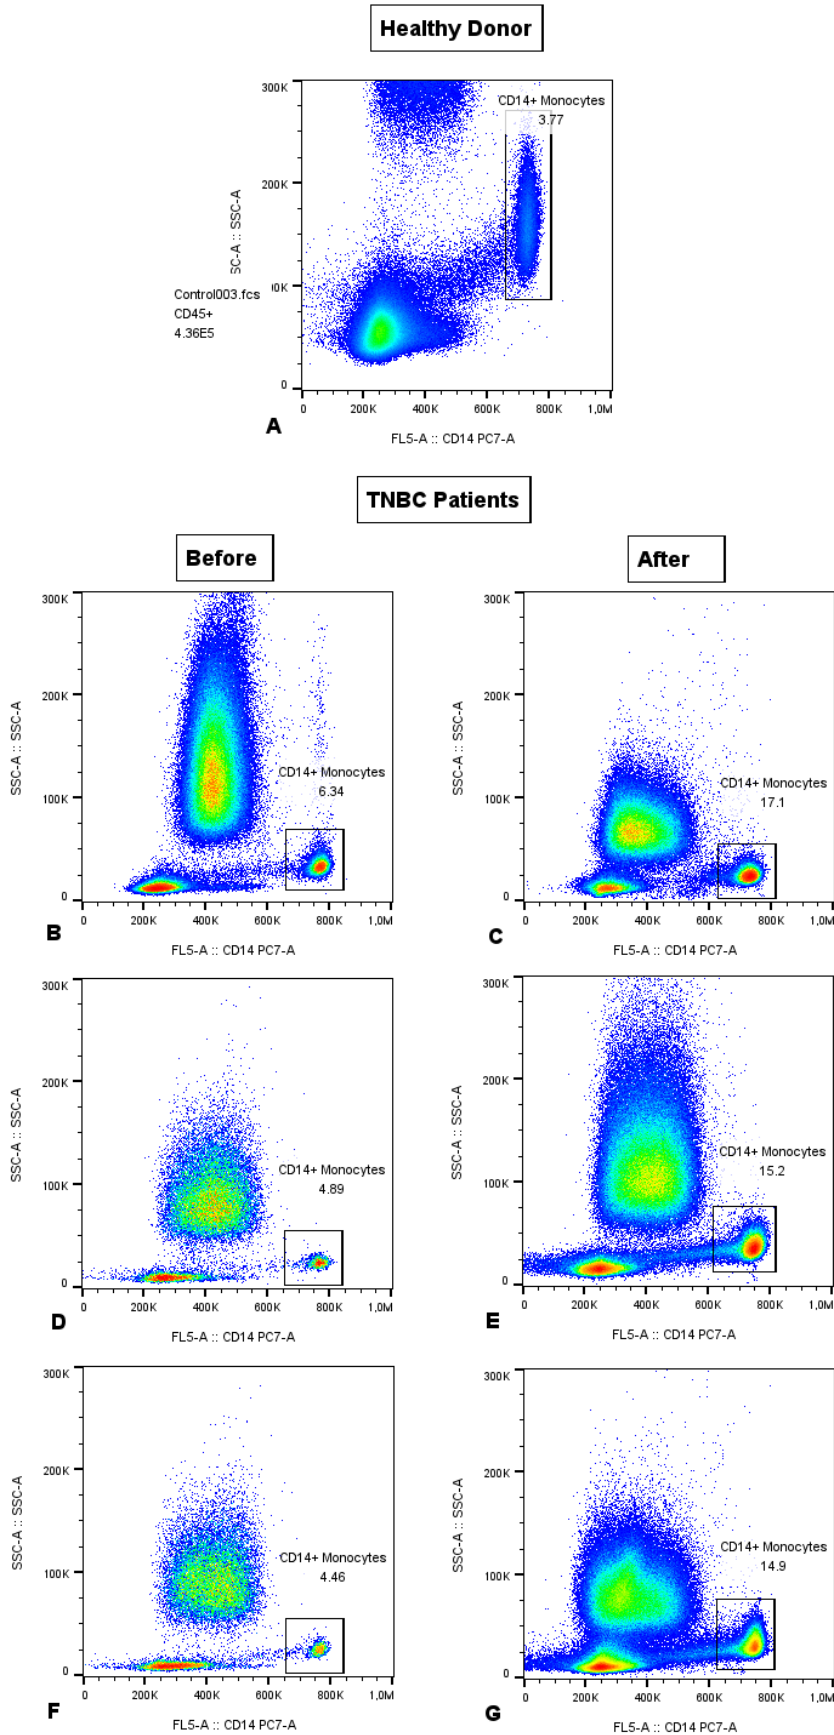 Healthy Donor
300K
CD14+ Monocytes
3.77
200K
SC-A :: SSC-A
0K
Control003.fcs
CD45+
4.36E5
0
0 200K 400K 600K 800K 1,0M
A
FL5-A :: CD14 PC7-A
TNBC Patients
Before
After
300K
200K
SSC-A :: SSC-A
CD14+ Monocytes
6.34
100K
0
0 200K 400K 600K 800K 1,0M
B
FL5-A :: CD14 PC7-A
300K
200K
SSC-A :: SSC-A
CD14+ Monocytes
17.1
100K
0
0 200K 400K 600K 800K 1,0M
C
FL5-A :: CD14 PC7-A
300K
200K
SSC-A :: SSC-A
CD14+ Monocytes
4.89
100K
0
0 200K 400K 600K 800K 1,0M
D
FL5-A :: CD14 PC7-A
300K
200K
SSC-A :: SSC-A
CD14+ Monocytes
15.2
100K
0
0 200K 400K 600K 800K 1,0M
E
FL5-A :: CD14 PC7-A
300K
200K
SSC-A :: SSC-A
CD14+ Monocytes
4.46
100K
0
0 200K 400K 600K 800K 1,0M
F
FL5-A :: CD14 PC7-A
300K
200K
SSC-A :: SSC-A
CD14+ Monocytes
14.9
100K
0
0 200K 400K 600K 800K 1,0M
G
FL5-A :: CD14 PC7-A